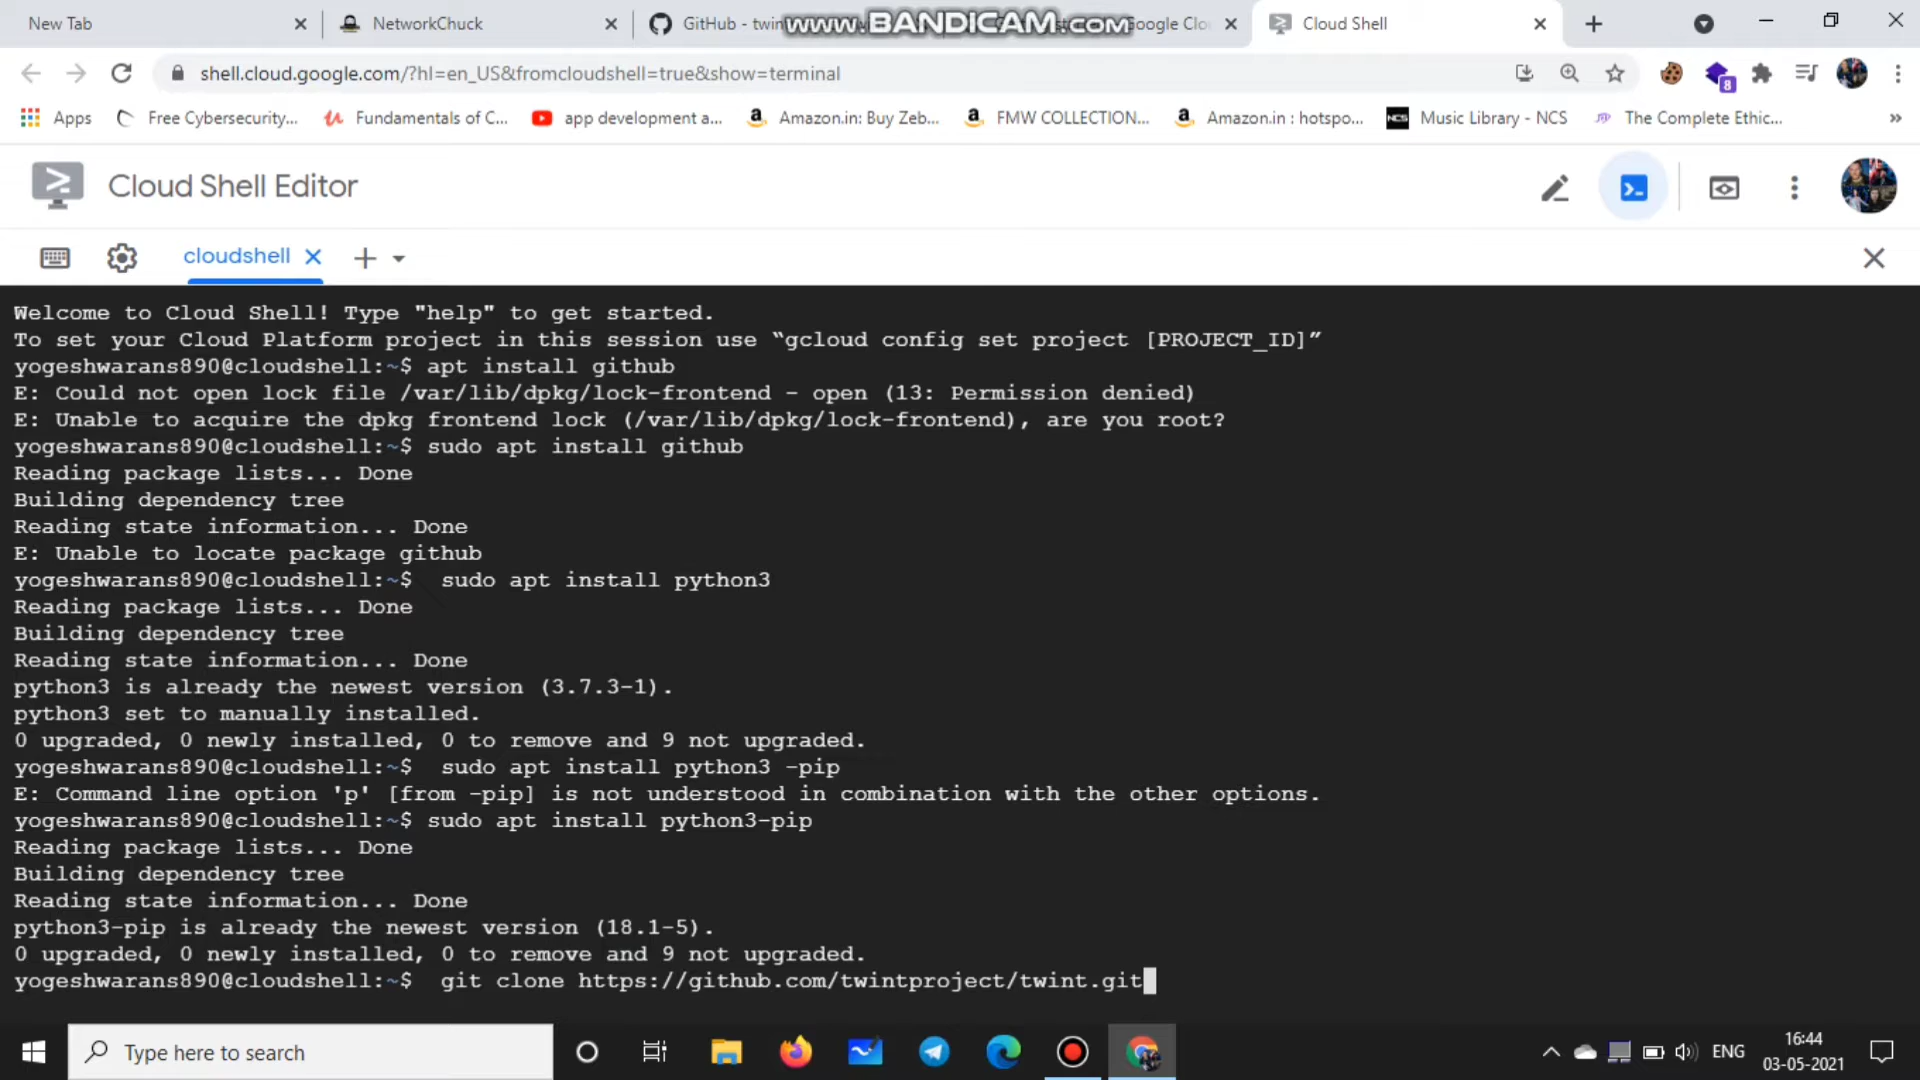 New Tab
NetworkChuck
GitHub - twin
www.BANDICAM.com
oogle Clo
Cloud Shell
shell.cloud.google.com/?hl=en_US&fromcloudshell=true&show=terminal
8
Apps
Free Cybersecurity...
Fundamentals of C...
app development a...
Amazon.in: Buy Zeb...
FMW COLLECTION...
Amazon.in : hotspo...
NCS
Music Library - NCS
The Complete Ethic...
Cloud Shell Editor
cloudshell
Welcome to Cloud Shell! Type "help" to get started.
To set your Cloud Platform project in this session use “gcloud config set project [PROJECT_ID]”
yogeshwarans890@cloudshell:~$ apt install github
E: Could not open lock file /var/lib/dpkg/lock-frontend - open (13: Permission denied)
E: Unable to acquire the dpkg frontend lock (/var/lib/dpkg/lock-frontend), are you root?
yogeshwarans890@cloudshell:~$ sudo apt install github
Reading package lists... Done
Building dependency tree
Reading state information... Done
E: Unable to locate package github
yogeshwarans890@cloudshell:~$  sudo apt install python3
Reading package lists... Done
Building dependency tree
Reading state information... Done
python3 is already the newest version (3.7.3-1).
python3 set to manually installed.
0 upgraded, 0 newly installed, 0 to remove and 9 not upgraded.
yogeshwarans890@cloudshell:~$  sudo apt install python3 -pip
E: Command line option 'p' [from -pip] is not understood in combination with the other options.
yogeshwarans890@cloudshell:~$ sudo apt install python3-pip
Reading package lists... Done
Building dependency tree
Reading state information... Done
python3-pip is already the newest version (18.1-5).
0 upgraded, 0 newly installed, 0 to remove and 9 not upgraded.
yogeshwarans890@cloudshell:~$  git clone https://github.com/twintproject/twint.git
Type here to search
ENG
16:44
03-05-2021